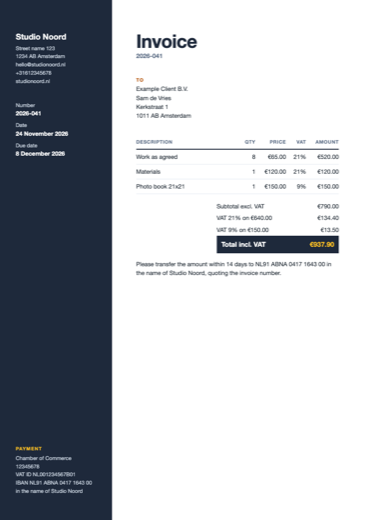 Studio Noord
Street name 123
1234 AB Amsterdam
hello@studionoord.nl
+31612345678
studionoord.nl
Number
2026-041
Date
24 November 2026
Due date
8 December 2026
Invoice
2026-041
TO
Example Client B.V.
Sam de Vries
Kerkstraat 1
1011 AB Amsterdam
DESCRIPTION QTY PRICE VAT AMOUNT
Work as agreed 8 €65.00 21% €520.00
Materials 1 €120.00 21% €120.00
Photo book 21x21 1 €150.00 9% €150.00
Subtotal excl. VAT €790.00
VAT 21% on €640.00 €134.40
VAT 9% on €150.00 €13.50
Total incl. VAT €937.90
Please transfer the amount within 14 days to NL91 ABNA 0417 1643 00 in
the name of Studio Noord, quoting the invoice number.
PAYMENT
Chamber of Commerce
12345678
VAT ID NL001234567B01
IBAN NL91 ABNA 0417 1643 00
in the name of Studio Noord